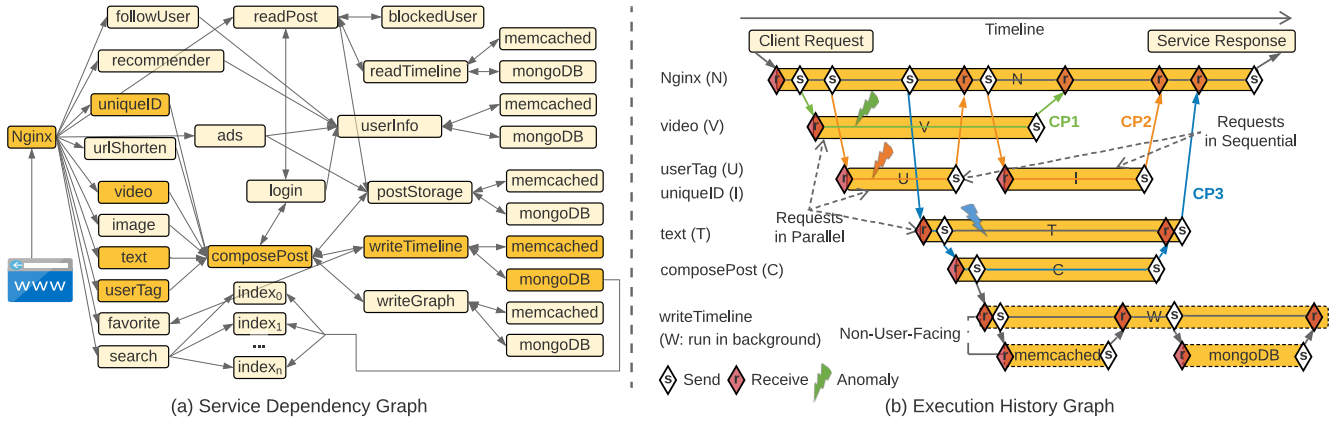 followUser
readPost
blockedUser
memcached
recommender
readTimeline
mongoDB
uniqueID
memcached
Nginx
ads
userInfo
urlShorten
mongoDB
video
login
postStorage
memcached
image
mongoDB
text
composePost
writeTimeline
memcached
userTag
mongoDB
favorite
index0
writeGraph
memcached
search
index1
...
mongoDB
indexn
WWW
(a) Service Dependency Graph
Timeline
Client Request
Service Response
Nginx (N)
r s s s r s N r r r s
video (V)
r V s
CP1
CP2
Requests
in Sequential
userTag (U)
uniqueID (I)
r U s r I s
CP3
Requests
in Parallel
text (T)
r s T r s
composePost (C)
r s C s
writeTimeline
(W: run in background)
r s r W s r
Non-User-Facing
r memcached s r mongoDB s
s Send r Receive Anomaly
(b) Execution History Graph